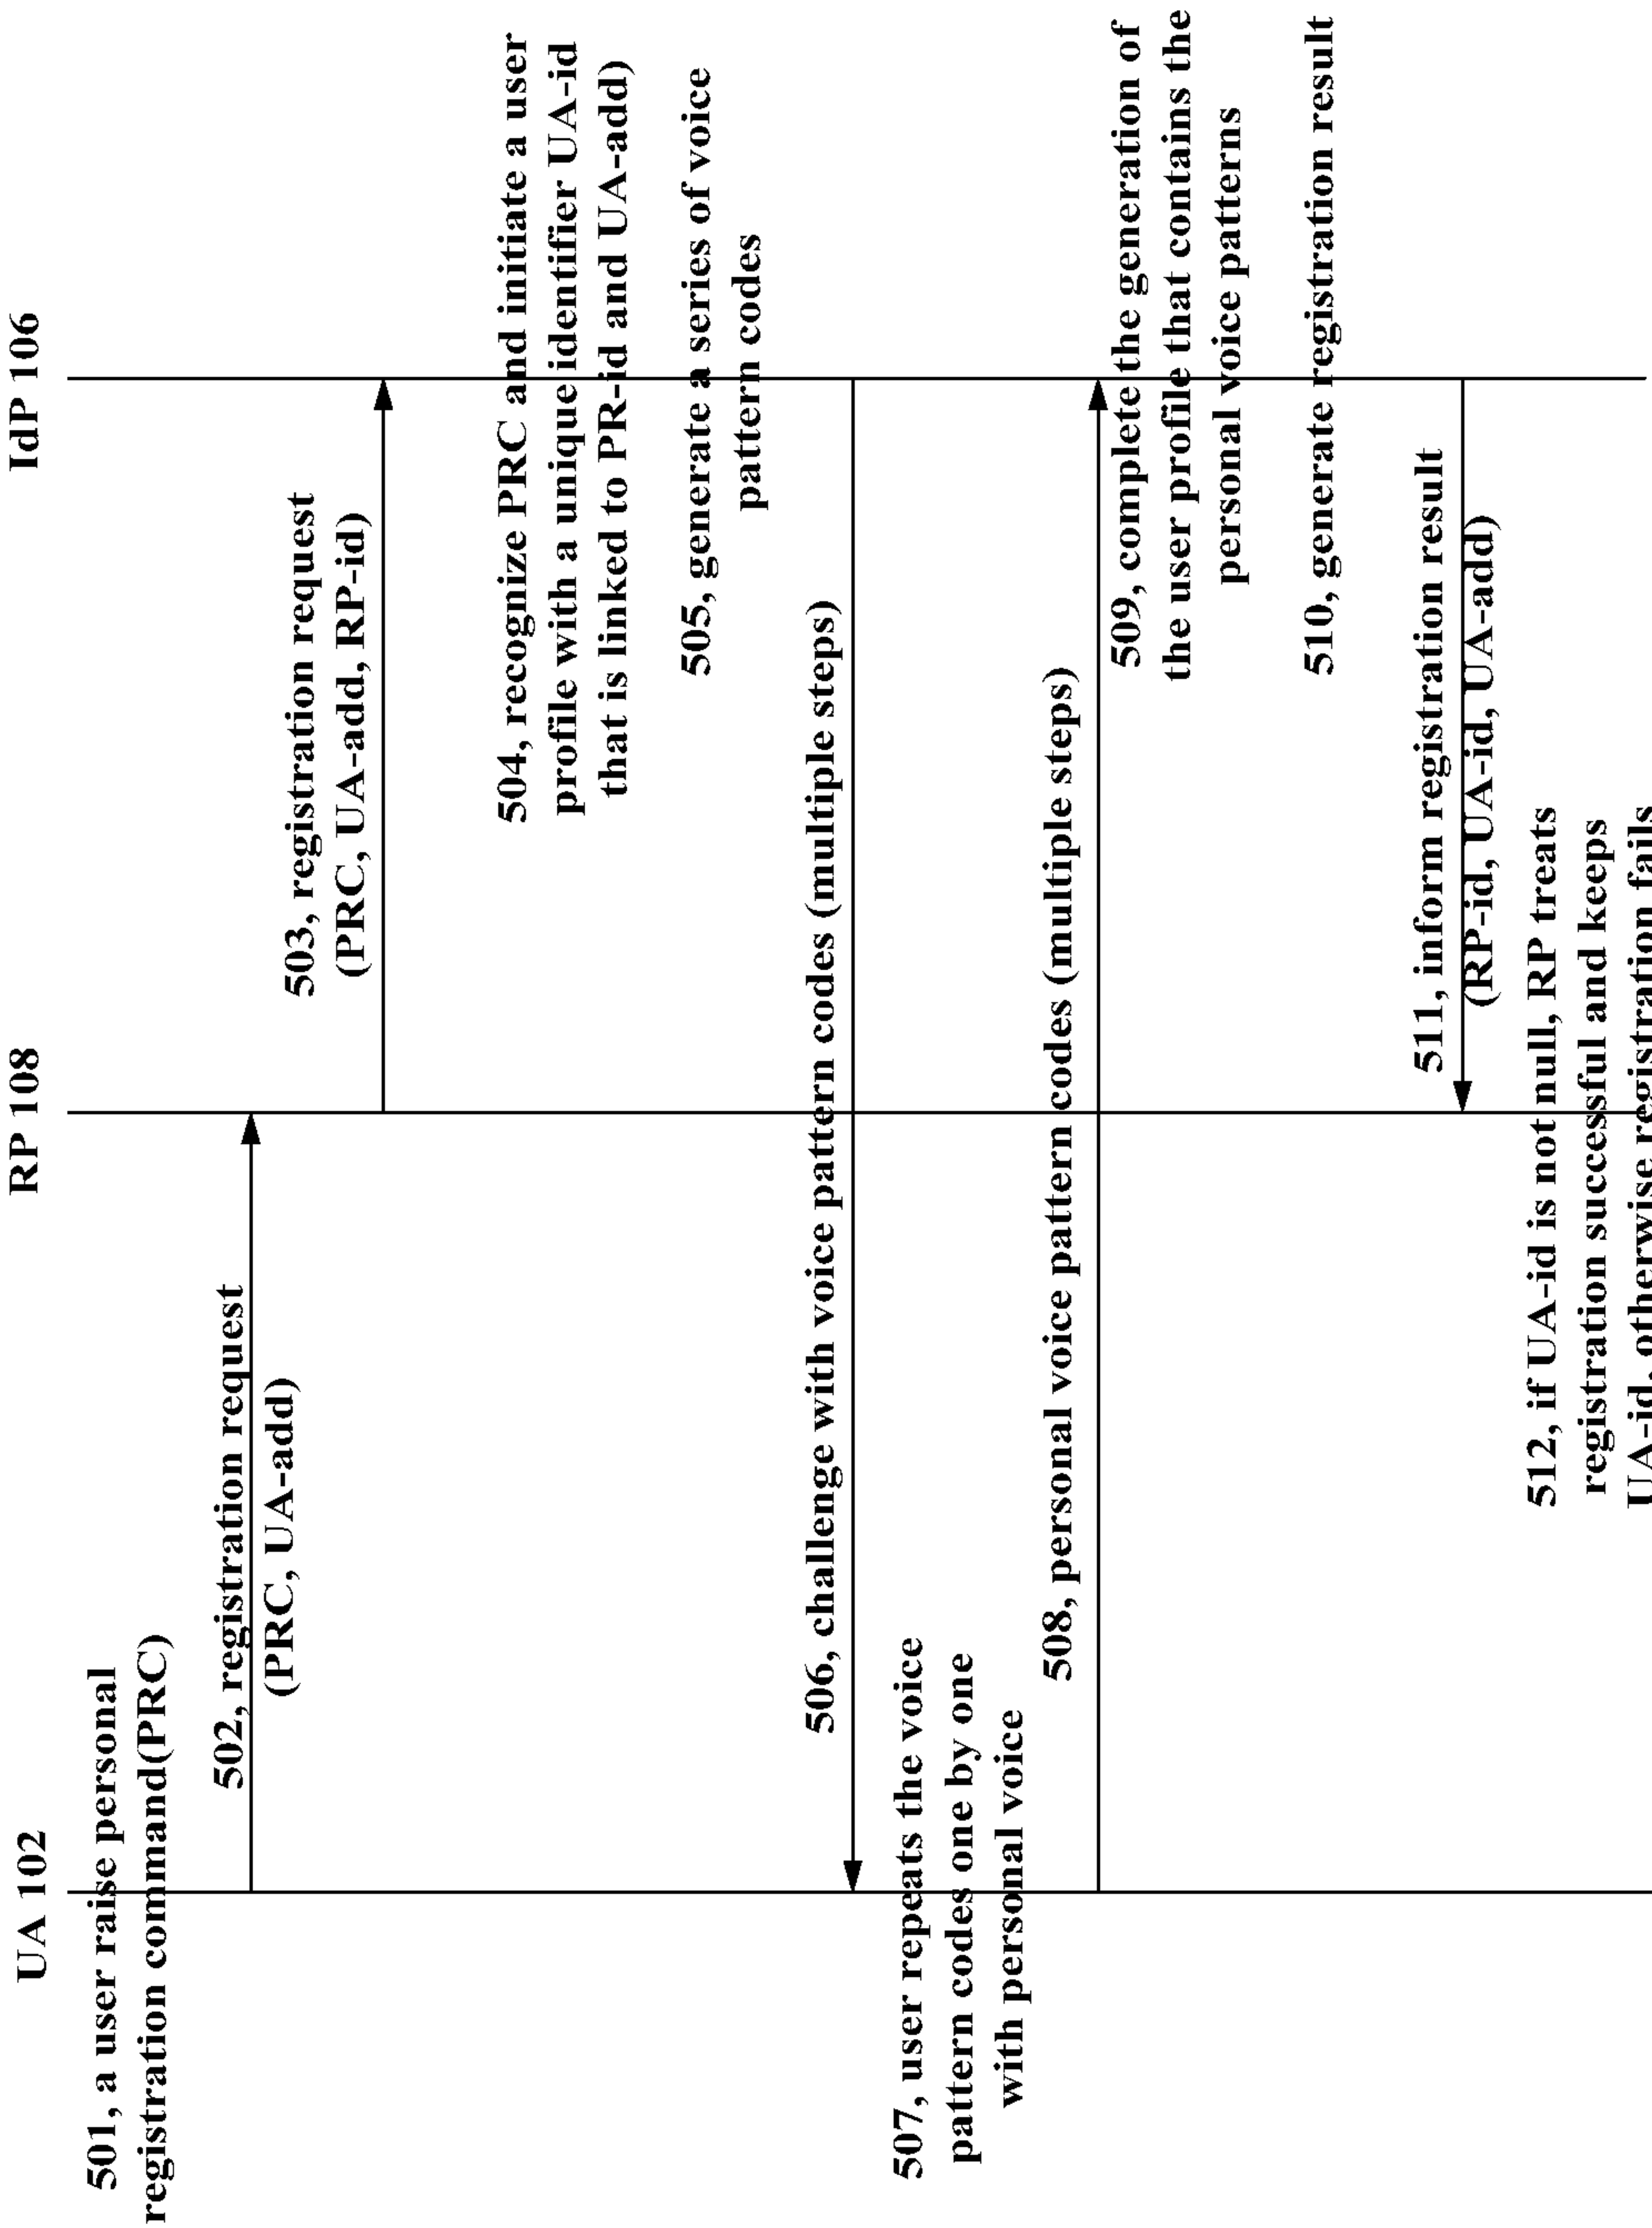 UA 102
RP 108
IdP 106
501, a user raise personal
registration command(PRC)
502, registration request
(PRC, UA-add)
503, registration request
(PRC, UA-add, RP-id)
504, recognize PRC and initiate a user
profile with a unique identifier UA-id
that is linked to PR-id and UA-add)
505, generate a series of voice
pattern codes
506, challenge with voice pattern codes (multiple steps)
507, user repeats the voice
pattern codes one by one
with personal voice
508, personal voice pattern codes (multiple steps)
509, complete the generation of
the user profile that contains the
personal voice patterns
510, generate registration result
511, inform registration result
(RP-id, UA-id, UA-add)
512, if UA-id is not null, RP treats
registration successful and keeps
UA-id, otherwise registration fails